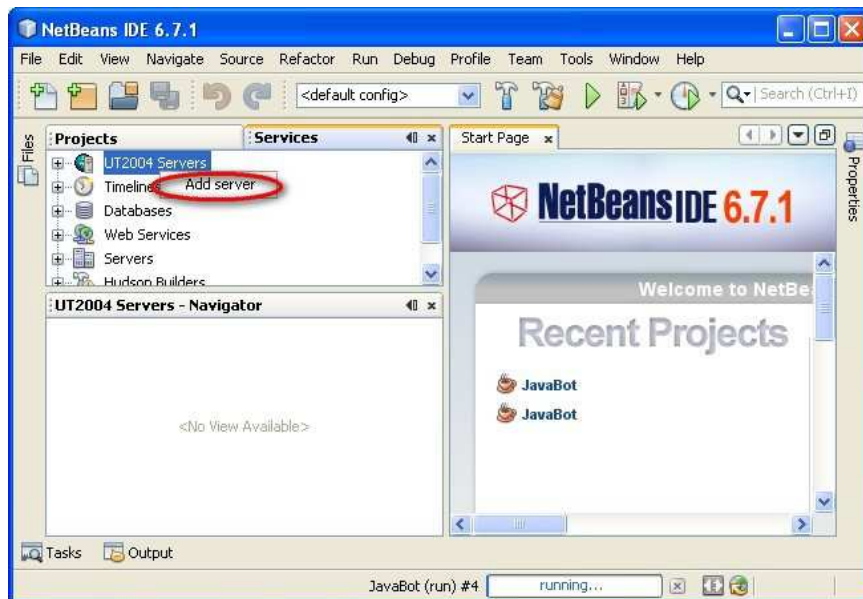 NetBeans IDE 6.7.1
File Edit View Navigate Source Refactor Run Debug Profile Team Tools Window Help
<default config>
Search (Ctrl+I)
Files
Projects
Services
UT2004 Servers
Timelines
Add server
Databases
Web Services
Servers
Hudson Builders
UT2004 Servers - Navigator
<No View Available>
Start Page
NetBeans IDE 6.7.1
Welcome to NetBe
Recent Projects
JavaBot
JavaBot
Properties
Tasks
Output
JavaBot (run) #4
running...